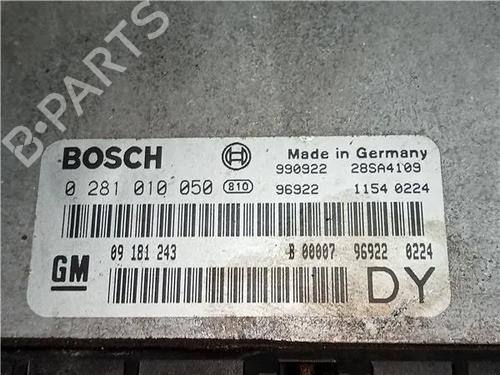 B-PARTS
BOSCH Made in Germany
990922 28SA4109
0 281 010 050 810 96922 1154 0224
09 181 243 B 00007 96922 0224
GM DY